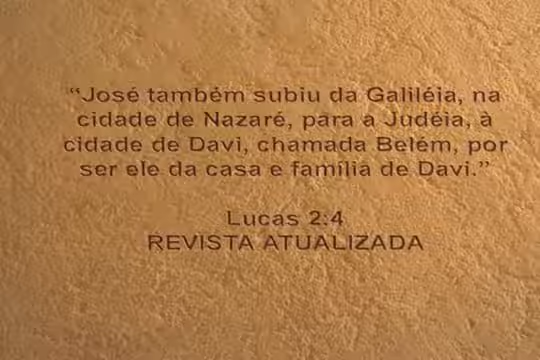 “José também subiu da Galiléia, na
cidade de Nazaré, para a Judéia, à
cidade de Davi, chamada Belém, por
ser ele da casa e família de Davi.”
Lucas 2:4
REVISTA ATUALIZADA